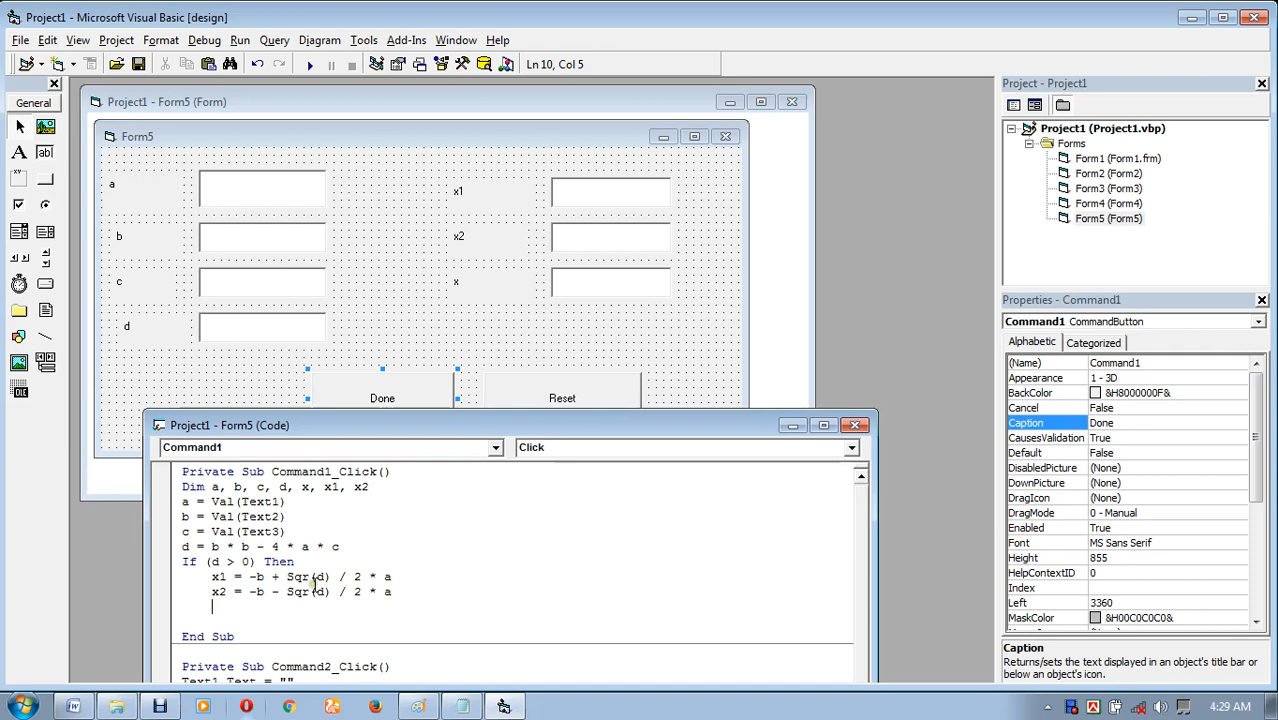 Project1 - Microsoft Visual Basic [design]
File Edit View Project Format Debug Run Query Diagram Tools Add-Ins Window Help
Ln 10, Col 5
General
Project1 - Form5 (Form)
Form5
a
x1
b
x2
c
x
d
Done
Reset
Project1 - Form5 (Code)
Command1
Click
Private Sub Command1_Click()
Dim a, b, c, d, x, x1, x2
a = Val(Text1)
b = Val(Text2)
c = Val(Text3)
d = b * b - 4 * a * c
If (d > 0) Then
x1 = -b + Sqr(d) / 2 * a
x2 = -b - Sqr(d) / 2 * a
End Sub
Private Sub Command2_Click()
Text1.Text = ""
Project - Project1
Project1 (Project1.vbp)
Forms
Form1 (Form1.frm)
Form2 (Form2)
Form3 (Form3)
Form4 (Form4)
Form5 (Form5)
Properties - Command1
Command1 CommandButton
Alphabetic Categorized
(Name) Command1
Appearance 1 - 3D
BackColor &H8000000F&
Cancel False
Caption Done
CausesValidation True
Default False
DisabledPicture (None)
DownPicture (None)
DragIcon (None)
DragMode 0 - Manual
Enabled True
Font MS Sans Serif
Height 855
HelpContextID 0
Index
Left 3360
MaskColor &H00C0C0C0&
Caption
Returns/sets the text displayed in an object's title bar or
below an object's icon.
4:29 AM